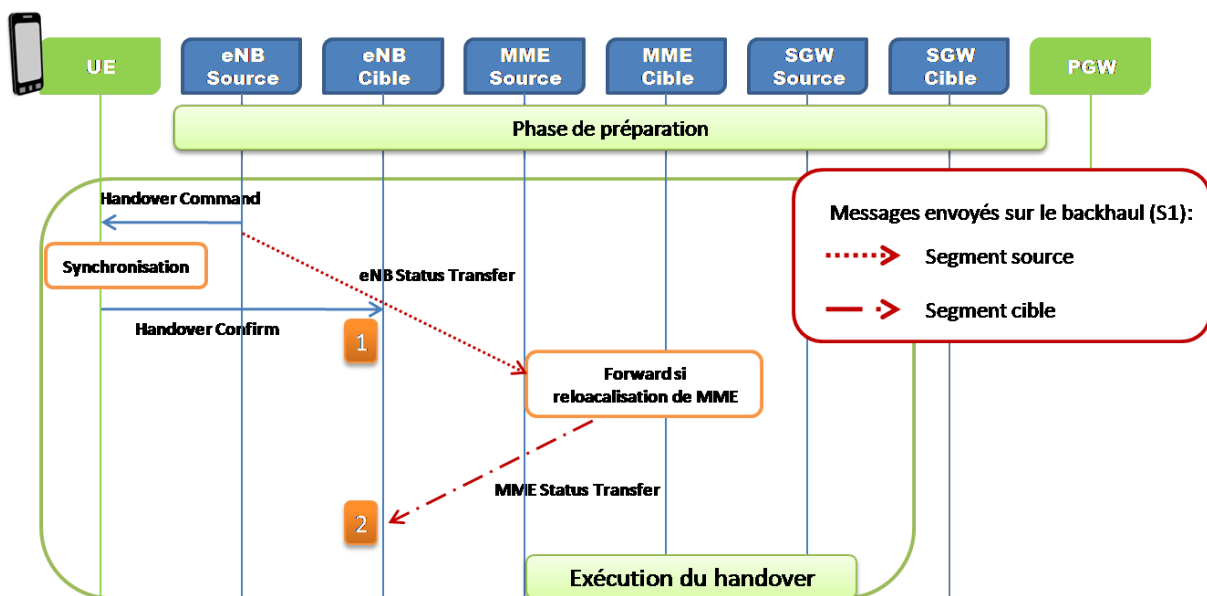 UE
eNB
Source
eNB
Cible
MME
Source
MME
Cible
SGW
Source
SGW
Cible
PGW
Phase de préparation
Handover Command
Messages envoyés sur le backhaul (S1):
Segment source
Segment cible
Synchronisation
eNB Status Transfer
Handover Confirm
1
Forward si
reloacalisation de MME
MME Status Transfer
2
Exécution du handover